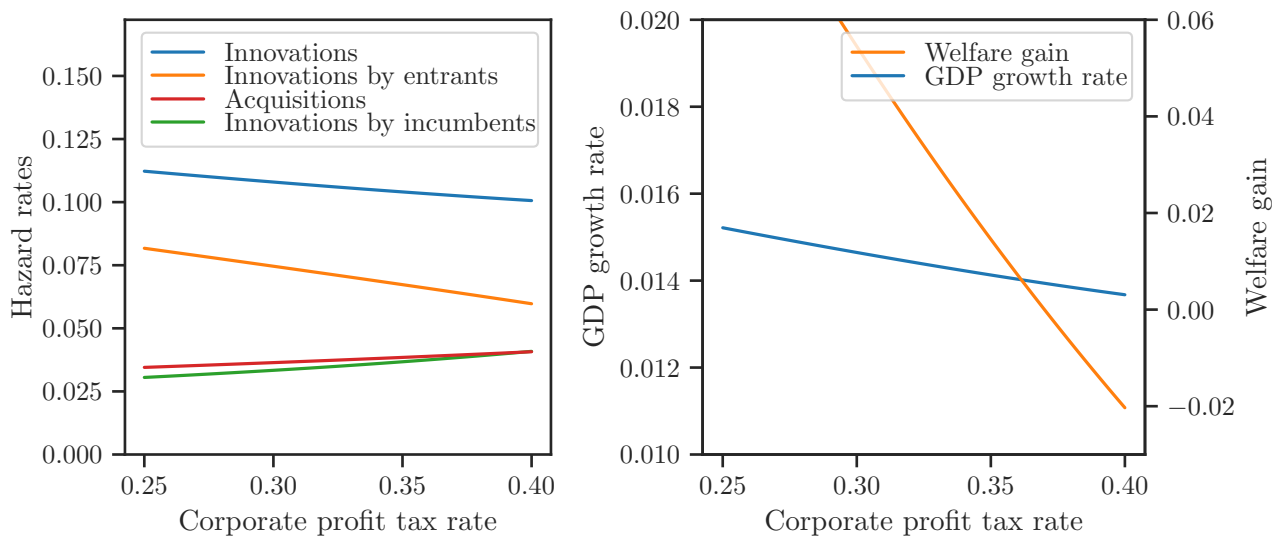 Innovations
Innovations by entrants
Acquisitions
Innovations by incumbents
Hazard rates
0.150
0.125
0.100
0.075
0.050
0.025
0.000
0.25
0.30
0.35
0.40
Corporate profit tax rate
Welfare gain
GDP growth rate
GDP growth rate
0.020
0.018
0.016
0.014
0.012
0.010
0.25
0.30
0.35
0.40
Corporate profit tax rate
0.06
0.04
0.02
0.00
−0.02
Welfare gain